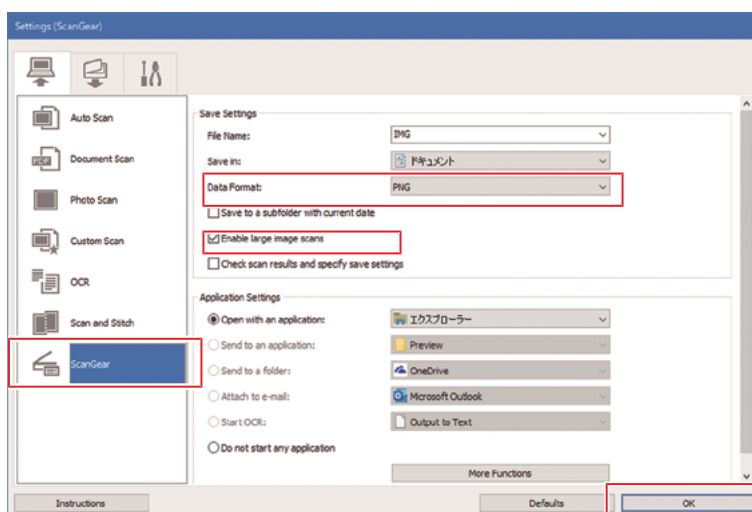 Settings (ScanGear)
Auto Scan
PDF
Document Scan
Photo Scan
Custom Scan
OCR
Scan and Stitch
ScanGear
Save Settings
File Name: IMG
Save in: ドキュメント
Data Format: PNG
Save to a subfolder with current date
Enable large image scans
Check scan results and specify save settings
Application Settings
Open with an application: エクスプローラー
Send to an application: Preview
Send to a folder: OneDrive
Attach to e-mail: Microsoft Outlook
Start OCR: Output to Text
Do not start any application
More Functions
Instructions Defaults OK